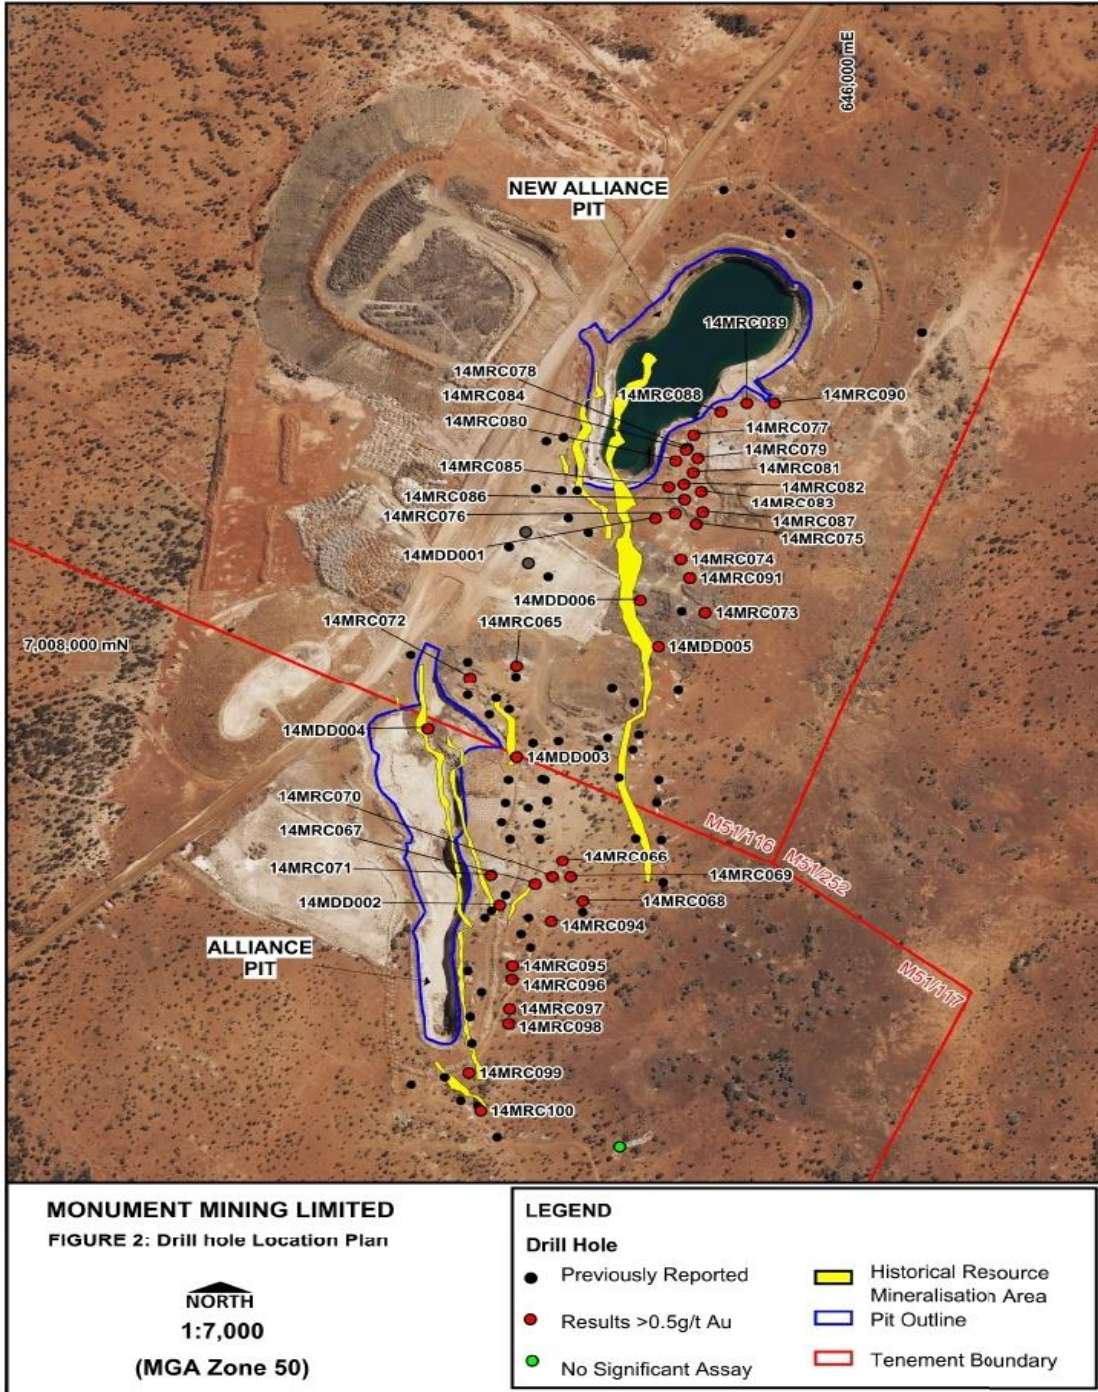 646,000 mE
NEW ALLIANCE
PIT
14MRC089
14MRC078
14MRC084
14MRC088
14MRC090
14MRC080
14MRC077
14MRC079
14MRC085
14MRC081
14MRC082
14MRC086
14MRC083
14MRC076
14MRC087
14MRC075
14MDD001
14MRC074
14MRC091
14MDD006
14MRC073
14MRC072
14MRC065
7,008,000 mN
14MDD005
14MDD004
14MDD003
14MRC070
M51/116
14MRC067
14MRC066
M51/252
14MRC071
14MRC069
14MDD002
14MRC068
14MRC094
ALLIANCE
PIT
14MRC095
M51/117
14MRC096
14MRC097
14MRC098
14MRC099
14MRC100
MONUMENT MINING LIMITED
FIGURE 2: Drill hole Location Plan
NORTH
1:7,000
(MGA Zone 50)
LEGEND
Drill Hole
Previously Reported
Results >0.5g/t Au
No Significant Assay
Historical Resource
Mineralisation Area
Pit Outline
Tenement Boundary